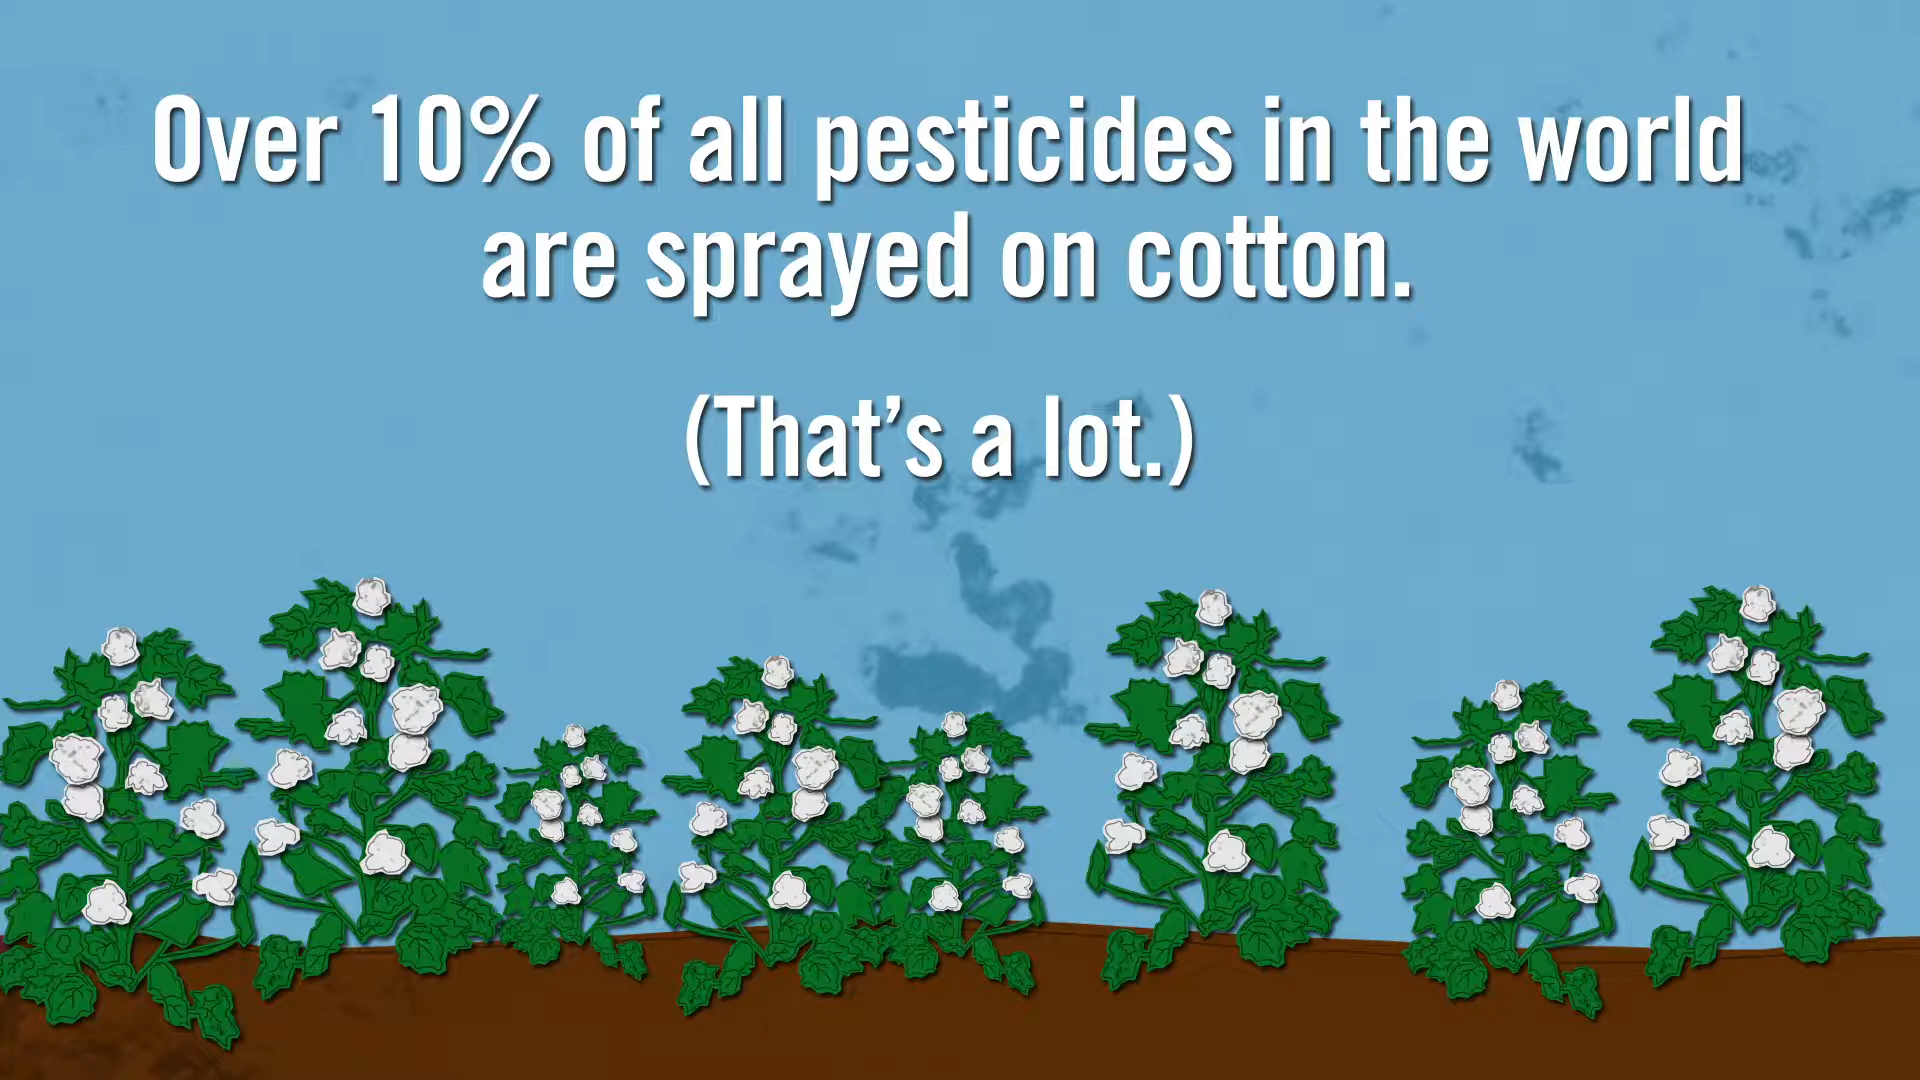 Over 10% of all pesticides in the world
are sprayed on cotton.
(That’s a lot.)